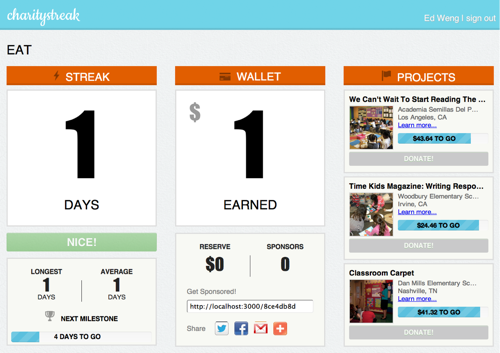 charitystreak
Ed Weng | sign out
EAT
STREAK
1
DAYS
NICE!
LONGEST
1
DAYS
AVERAGE
1
DAYS
NEXT MILESTONE
4 DAYS TO GO
WALLET
$
1
EARNED
RESERVE
$0
SPONSORS
0
Get Sponsored!
http://localhost:3000/8ce4db8d
Share
PROJECTS
We Can't Wait To Start Reading The ...
Academia Semillas Del P...
Los Angeles, CA
Learn more...
$43.64 TO GO
DONATE!
Time Kids Magazine: Writing Respo...
Woodbury Elementary Sc...
Irvine, CA
Learn more...
$24.46 TO GO
DONATE!
Classroom Carpet
Dan Mills Elementary Sc...
Nashville, TN
Learn more...
$41.32 TO GO
DONATE!